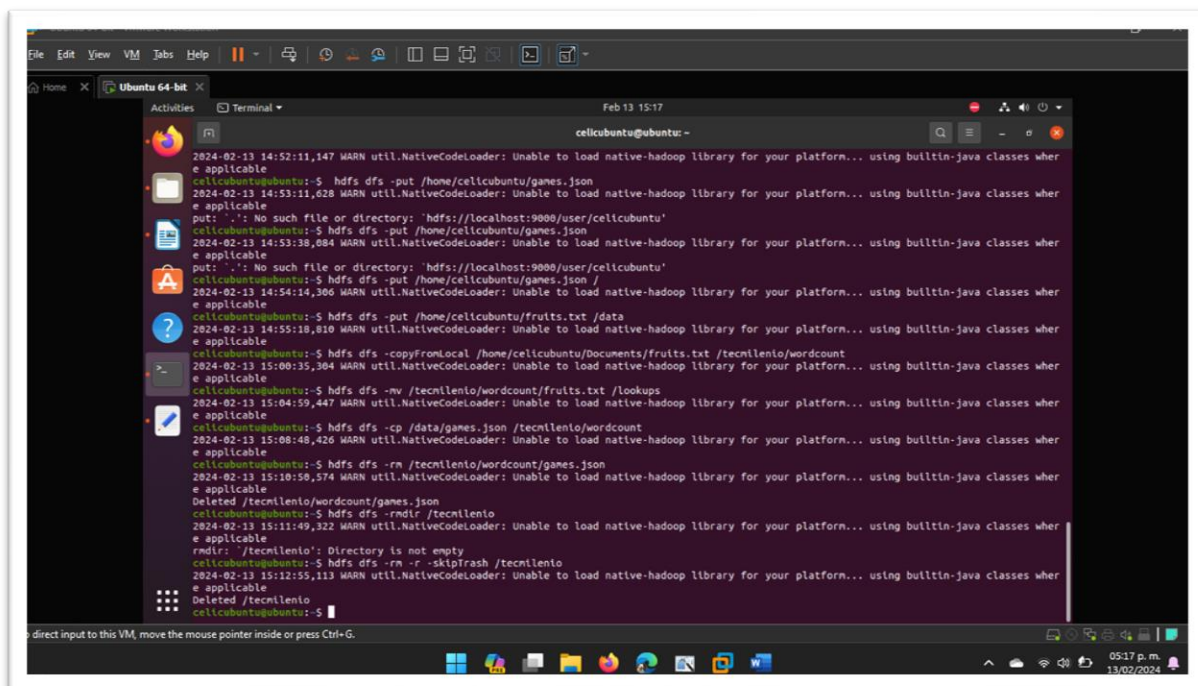 File Edit View VM Tabs Help
Home Ubuntu 64-bit
Activities Terminal Feb 13 15:17
celicubuntu@ubuntu: ~
2024-02-13 14:52:11,147 WARN util.NativeCodeLoader: Unable to load native-hadoop library for your platform... using builtin-java classes wher
e applicable
celicubuntu@ubuntu:~$ hdfs dfs -put /home/celicubuntu/games.json
2024-02-13 14:53:11,628 WARN util.NativeCodeLoader: Unable to load native-hadoop library for your platform... using builtin-java classes wher
e applicable
put: `.': No such file or directory: `hdfs://localhost:9000/user/celicubuntu'
celicubuntu@ubuntu:~$ hdfs dfs -put /home/celicubuntu/games.json
2024-02-13 14:53:38,084 WARN util.NativeCodeLoader: Unable to load native-hadoop library for your platform... using builtin-java classes wher
e applicable
put: `.': No such file or directory: `hdfs://localhost:9000/user/celicubuntu'
celicubuntu@ubuntu:~$ hdfs dfs -put /home/celicubuntu/games.json /
2024-02-13 14:54:14,306 WARN util.NativeCodeLoader: Unable to load native-hadoop library for your platform... using builtin-java classes wher
e applicable
celicubuntu@ubuntu:~$ hdfs dfs -put /home/celicubuntu/fruits.txt /data
2024-02-13 14:55:18,810 WARN util.NativeCodeLoader: Unable to load native-hadoop library for your platform... using builtin-java classes wher
e applicable
celicubuntu@ubuntu:~$ hdfs dfs -copyFromLocal /home/celicubuntu/Documents/fruits.txt /tecmilenio/wordcount
2024-02-13 15:00:35,304 WARN util.NativeCodeLoader: Unable to load native-hadoop library for your platform... using builtin-java classes wher
e applicable
celicubuntu@ubuntu:~$ hdfs dfs -mv /tecmilenio/wordcount/fruits.txt /lookups
2024-02-13 15:04:59,447 WARN util.NativeCodeLoader: Unable to load native-hadoop library for your platform... using builtin-java classes wher
e applicable
celicubuntu@ubuntu:~$ hdfs dfs -cp /data/games.json /tecmilenio/wordcount
2024-02-13 15:08:48,426 WARN util.NativeCodeLoader: Unable to load native-hadoop library for your platform... using builtin-java classes wher
e applicable
celicubuntu@ubuntu:~$ hdfs dfs -rm /tecmilenio/wordcount/games.json
2024-02-13 15:10:50,574 WARN util.NativeCodeLoader: Unable to load native-hadoop library for your platform... using builtin-java classes wher
e applicable
Deleted /tecmilenio/wordcount/games.json
celicubuntu@ubuntu:~$ hdfs dfs -rmdir /tecmilenio
2024-02-13 15:11:49,322 WARN util.NativeCodeLoader: Unable to load native-hadoop library for your platform... using builtin-java classes wher
e applicable
rmdir: `/tecmilenio': Directory is not empty
celicubuntu@ubuntu:~$ hdfs dfs -rm -r -skipTrash /tecmilenio
2024-02-13 15:12:55,113 WARN util.NativeCodeLoader: Unable to load native-hadoop library for your platform... using builtin-java classes wher
e applicable
Deleted /tecmilenio
celicubuntu@ubuntu:~$
direct input to this VM, move the mouse pointer inside or press Ctrl+G.
05:17 p. m.
13/02/2024